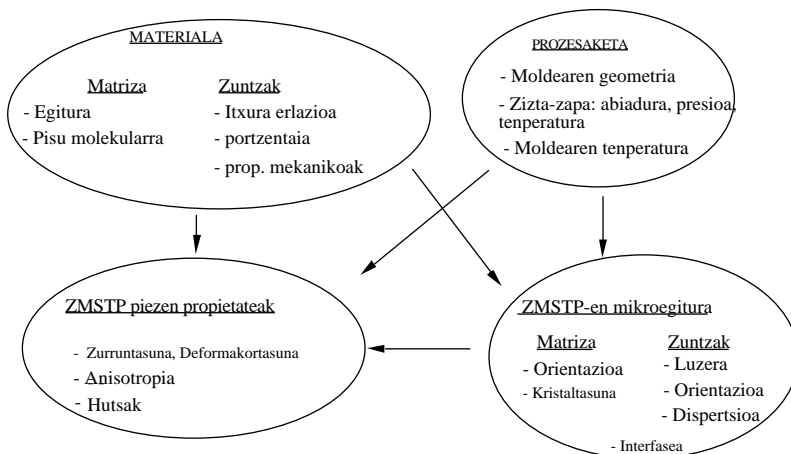 MATERIALA
Matriza
- Egitura
- Pisu molekularra
Zuntzak
- Itxura erlazioa
- portzentaia
- prop. mekanikoak
PROZESAKETA
- Moldearen geometria
- Zizta-zapa: abiadura, presioa,
tenperatura
- Moldearen tenperatura
ZMSTP piezen propietateak
- Zurruntasuna, Deformakortasuna
- Anisotropia
- Hutsak
ZMSTP-en mikroegitura
Matriza
- Orientazioa
- Kristaltasuna
Zuntzak
- Luzera
- Orientazioa
- Dispertsioa
- Interfasea